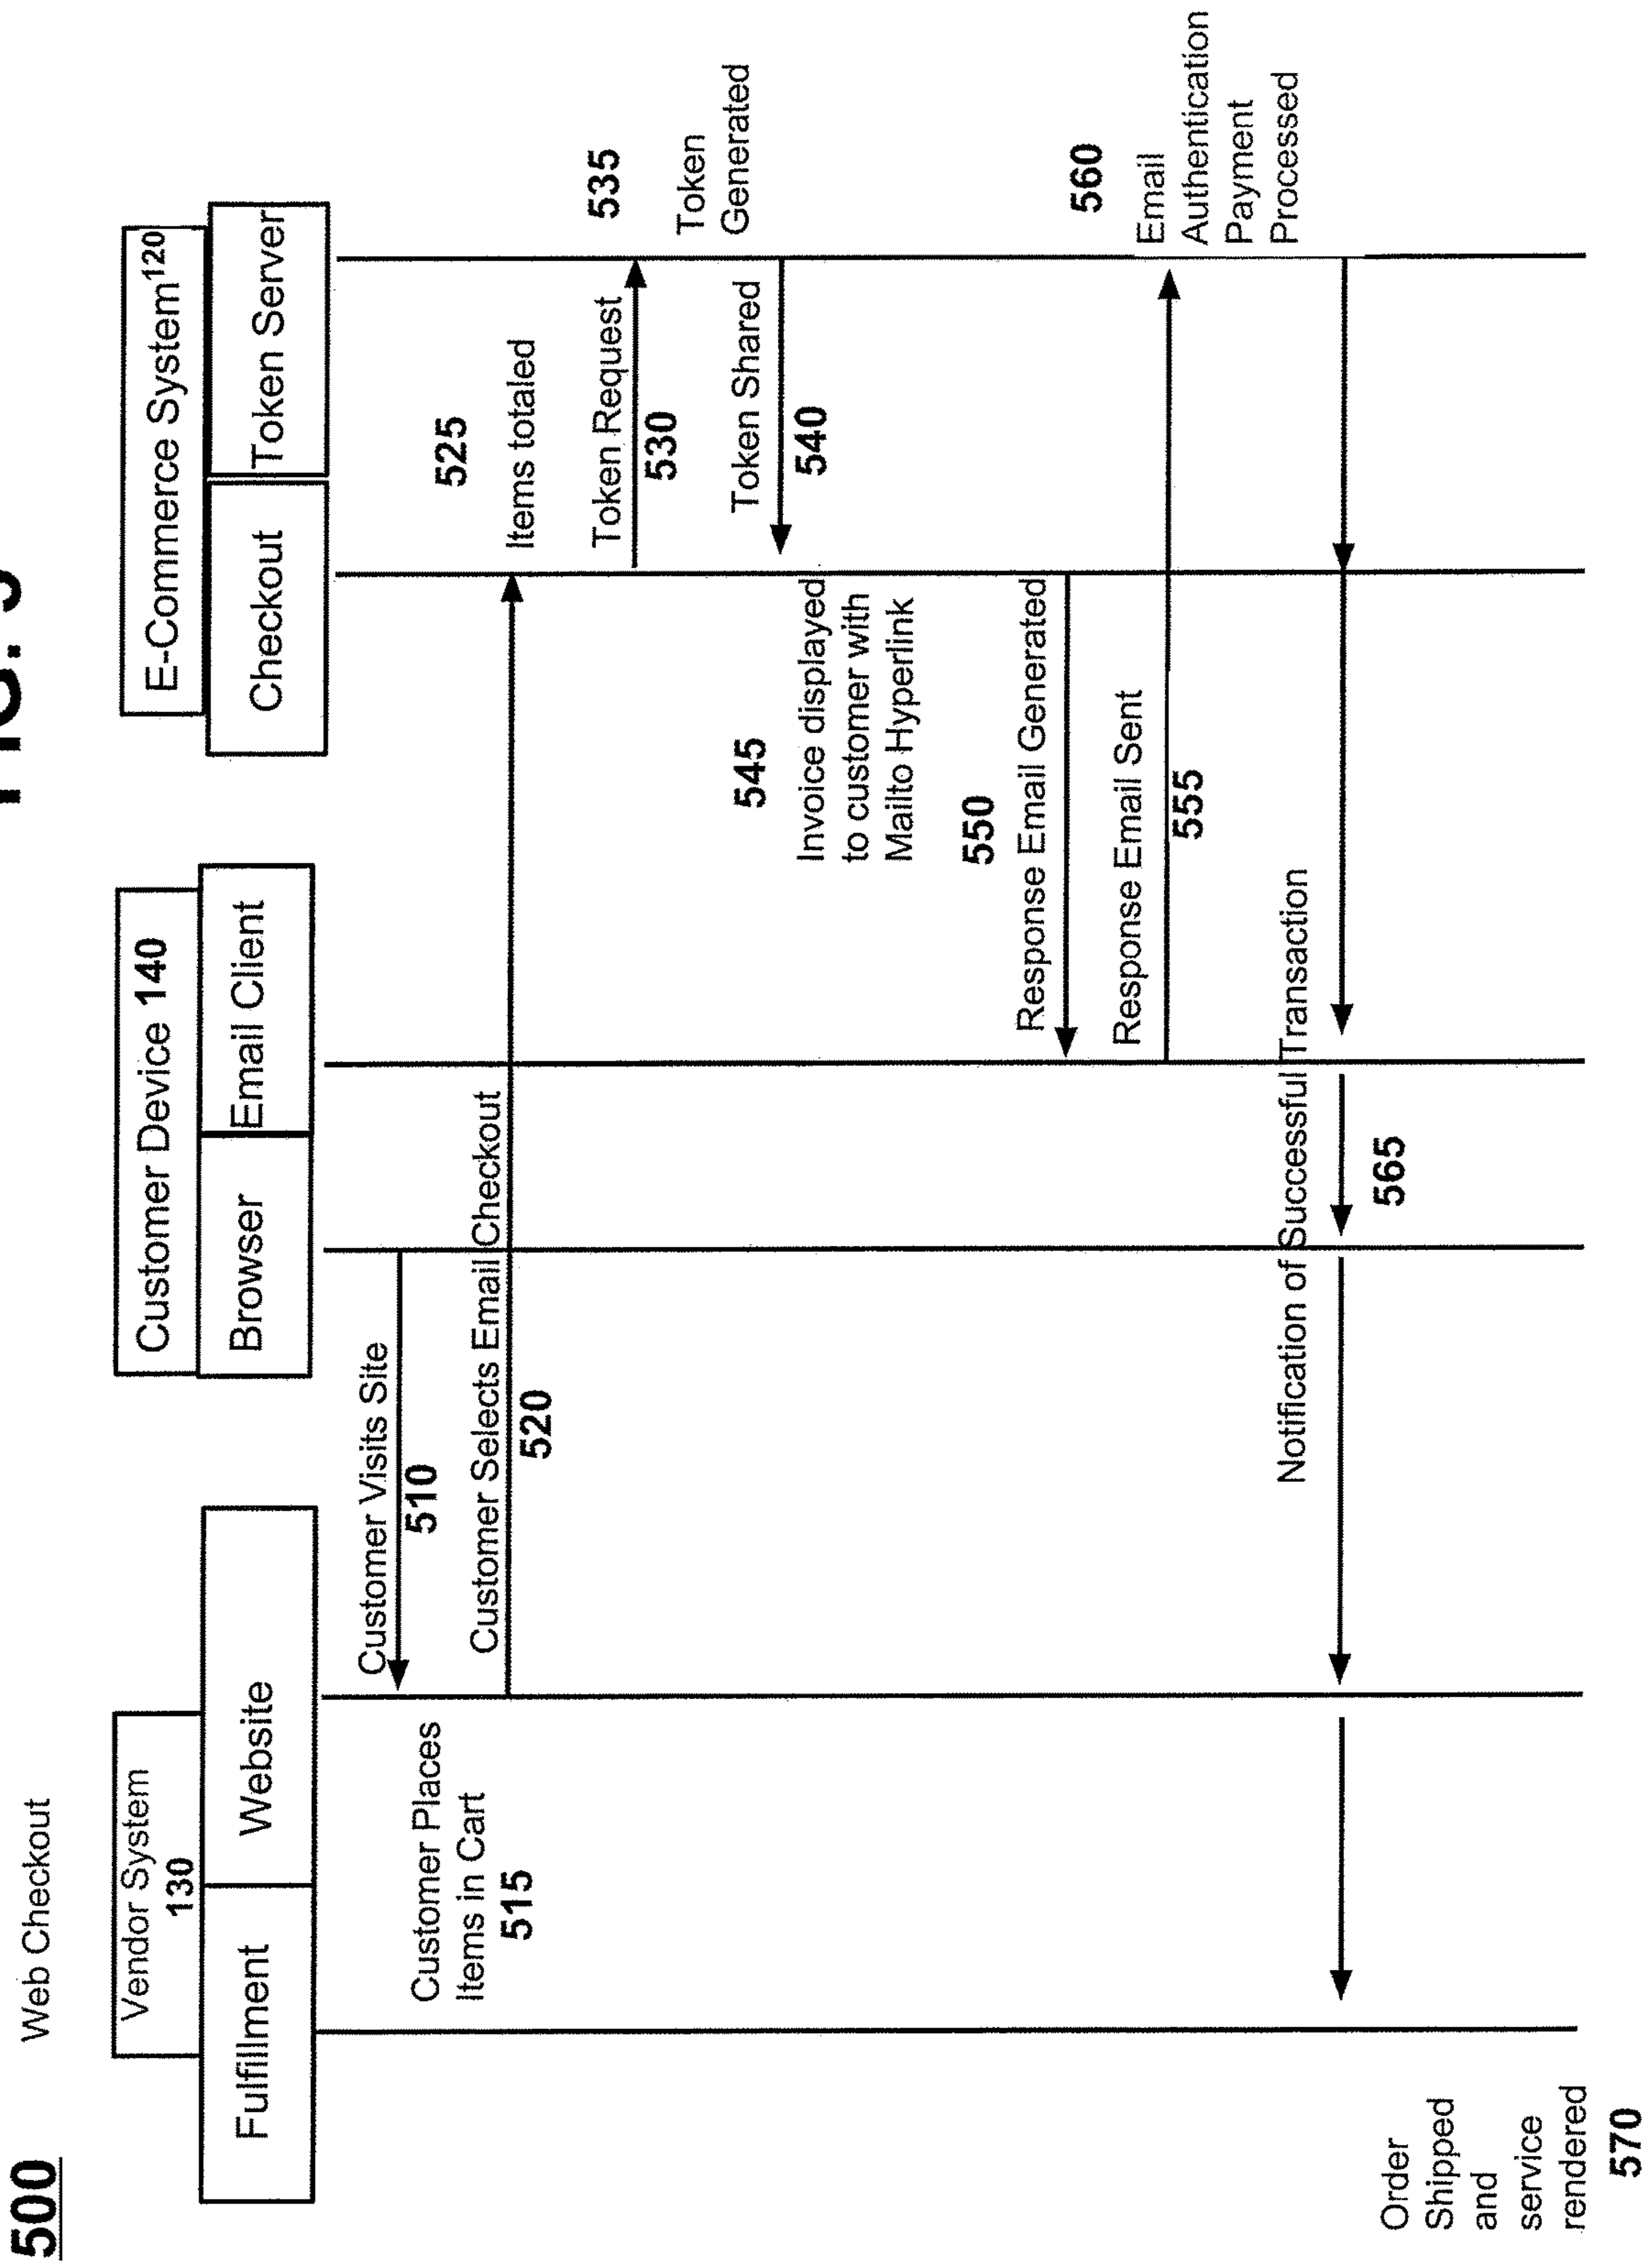 500
Web Checkout
Vendor System
130
Fulfillment
Website
Customer Device 140
Browser
Email Client
E-Commerce System 120
Checkout
Token Server
Customer Visits Site
510
Customer Places
Items in Cart
515
Customer Selects Email Checkout
520
525
Items totaled
Token Request
530
535
Token
Generated
Token Shared
540
545
Invoice displayed
to customer with
Mailto Hyperlink
550
Response Email Generated
Response Email Sent
555
560
Email
Authentication
Payment
Processed
Notification of Successful Transaction
565
Order
Shipped
and
service
rendered
570